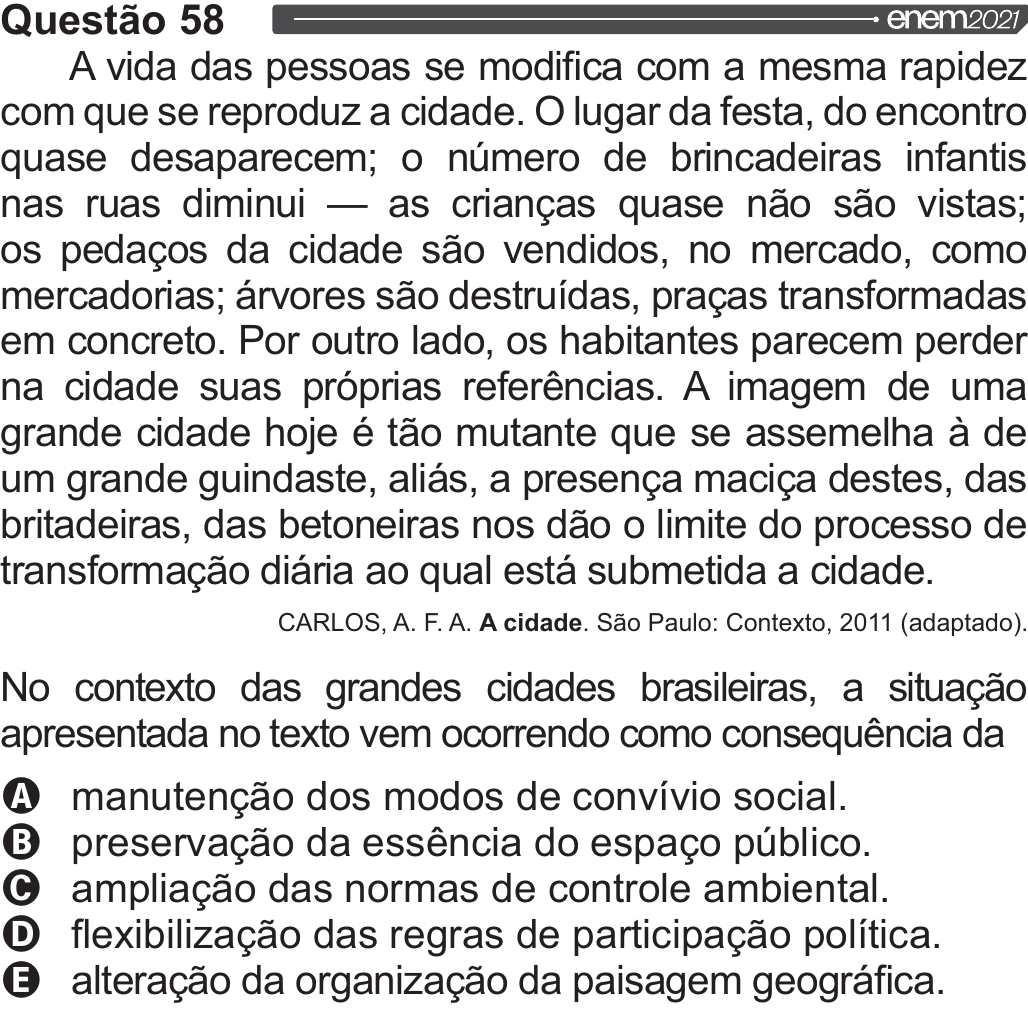 Questão 58
enem2021
A vida das pessoas se modifica com a mesma rapidez
com que se reproduz a cidade. O lugar da festa, do encontro
quase desaparecem; o número de brincadeiras infantis
nas ruas diminui — as crianças quase não são vistas;
os pedaços da cidade são vendidos, no mercado, como
mercadorias; árvores são destruídas, praças transformadas
em concreto. Por outro lado, os habitantes parecem perder
na cidade suas próprias referências. A imagem de uma
grande cidade hoje é tão mutante que se assemelha à de
um grande guindaste, aliás, a presença maciça destes, das
britadeiras, das betoneiras nos dão o limite do processo de
transformação diária ao qual está submetida a cidade.
CARLOS, A. F. A. A cidade. São Paulo: Contexto, 2011 (adaptado).
No contexto das grandes cidades brasileiras, a situação
apresentada no texto vem ocorrendo como consequência da
A manutenção dos modos de convívio social.
B preservação da essência do espaço público.
C ampliação das normas de controle ambiental.
D flexibilização das regras de participação política.
E alteração da organização da paisagem geográfica.